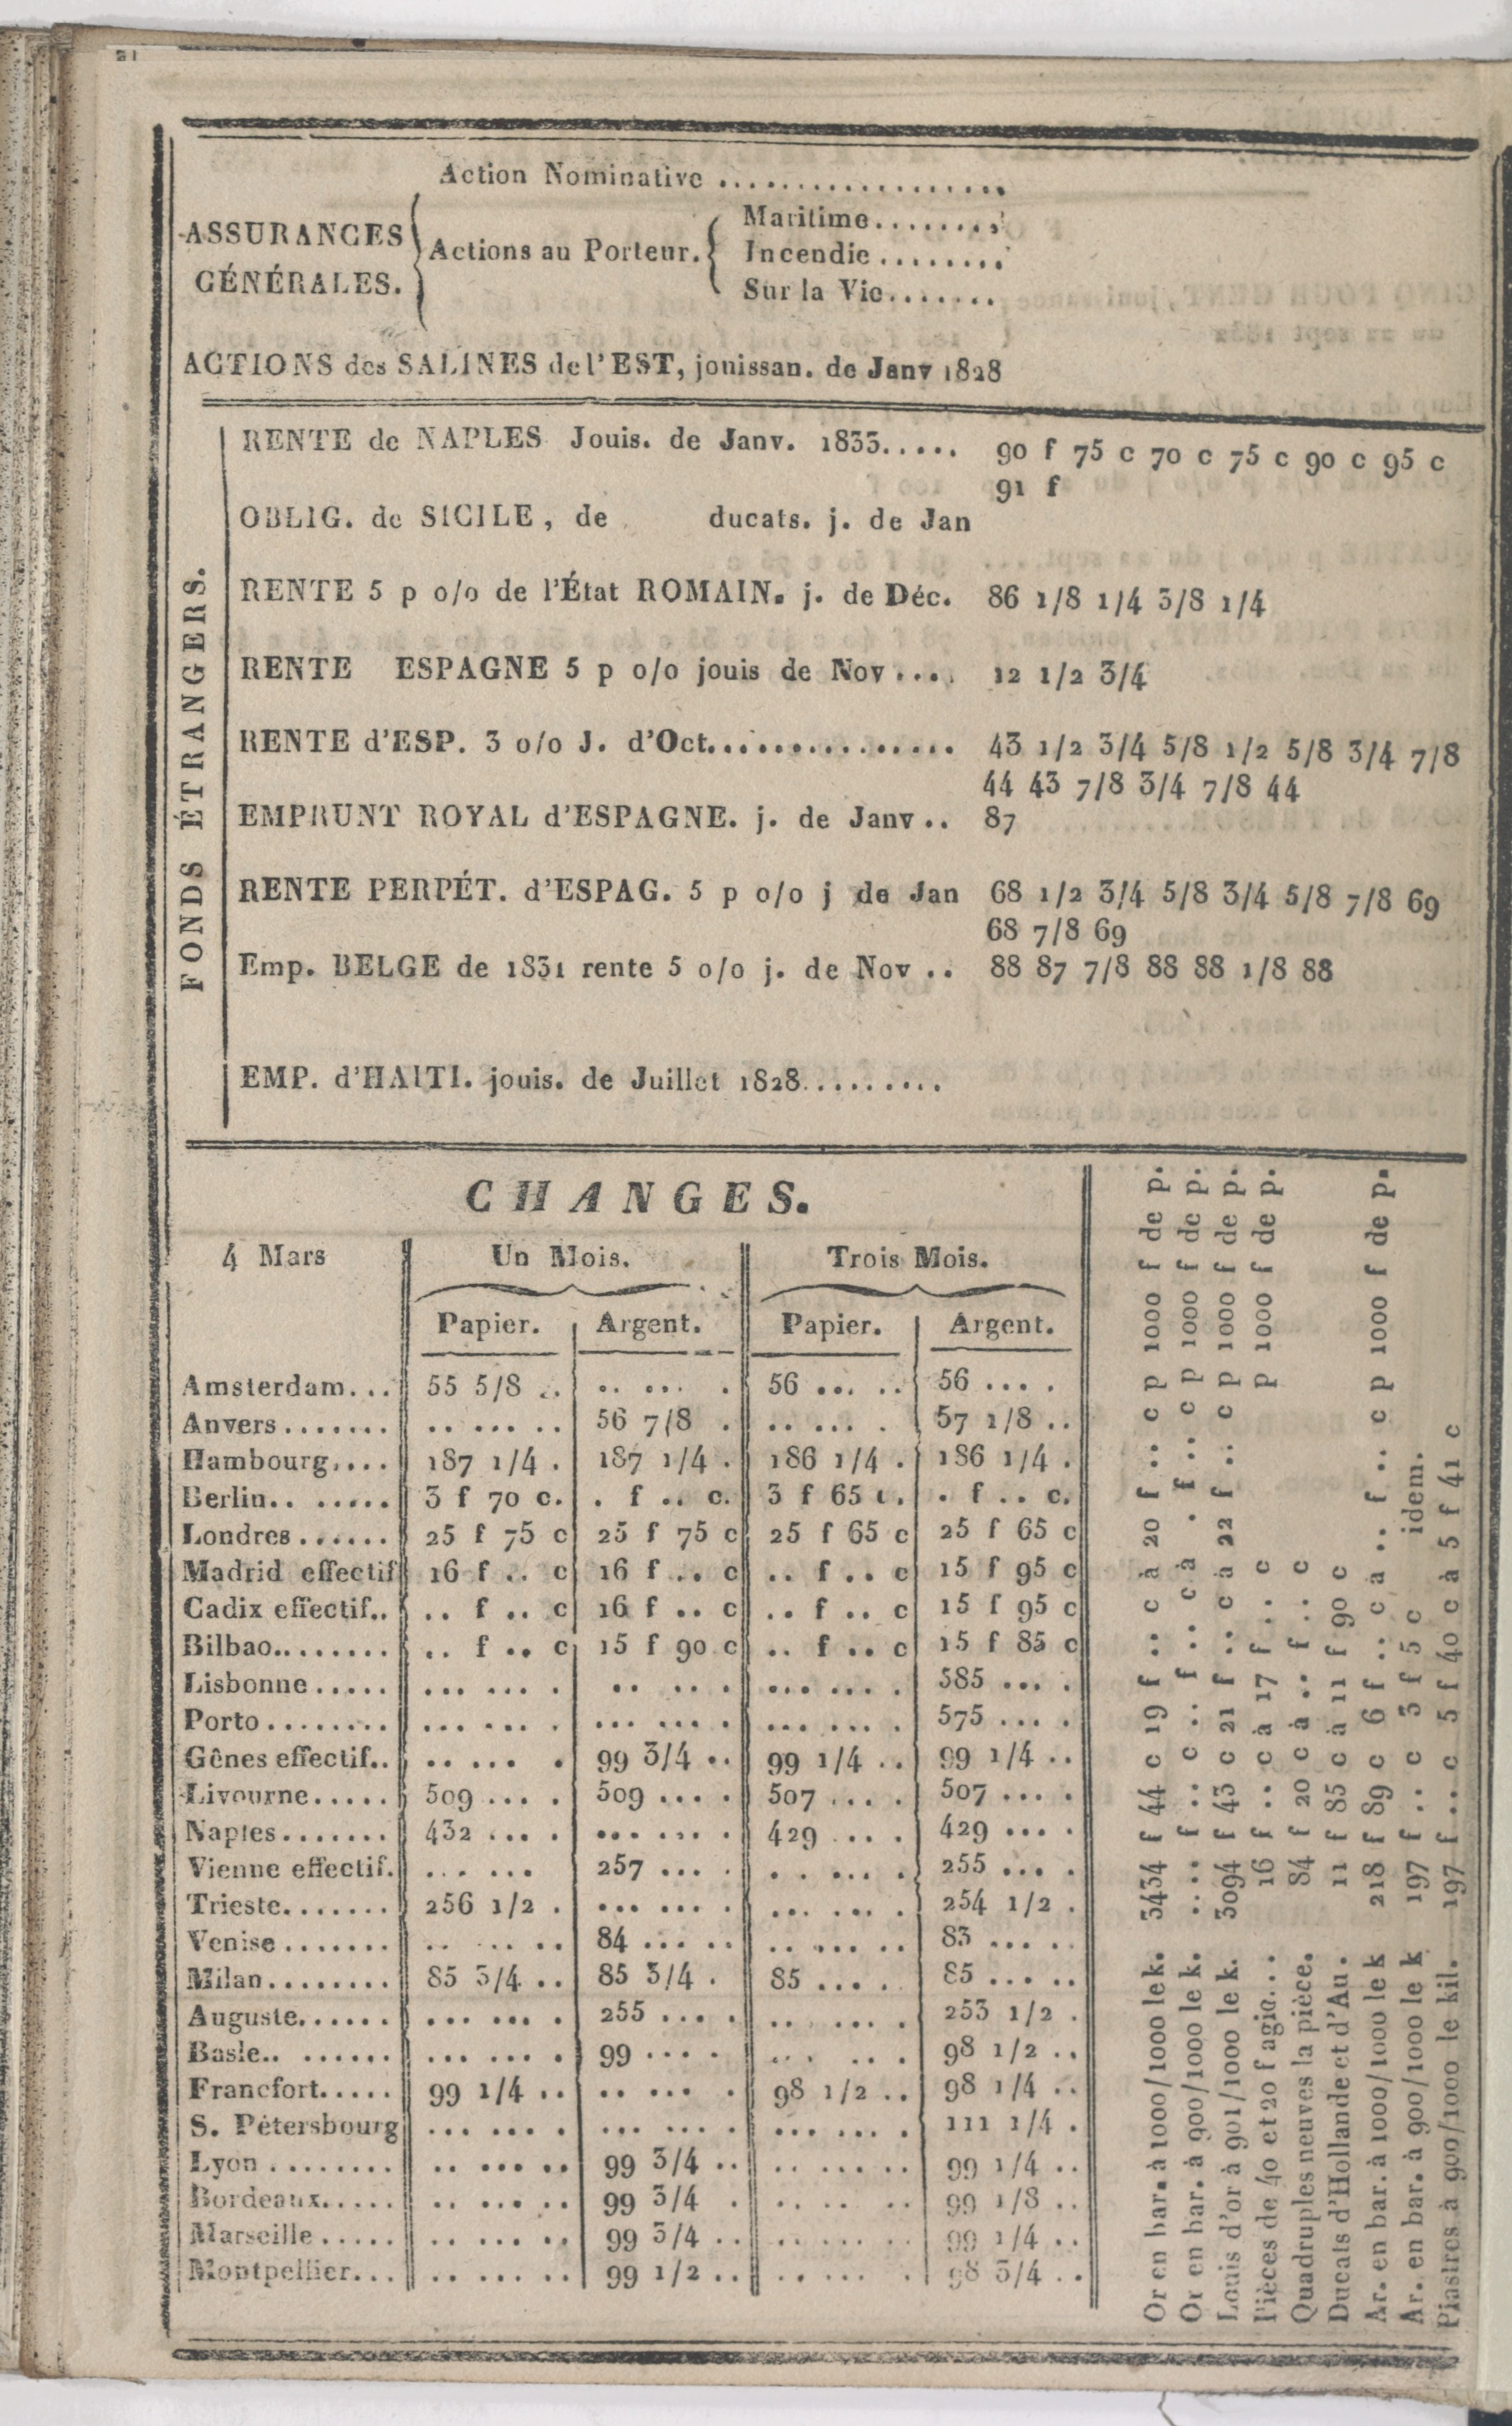 Action Nominative ..................
ASSURANCES GÉNÉRALES. Actions au Porteur. Maritime........
Incendie ........
Sur la Vie.......
ACTIONS des SALINES de l'EST, jouissan. de Janv 1828
FONDS ÉTRANGERS.
RENTE de NAPLES Jouis. de Janv. 1833..... 90 f 75 c 70 c 75 c 90 c 95 c
91 f
OBLIG. de SICILE, de ducats. j. de Jan
RENTE 5 p o/o de l'État ROMAIN. j. de Déc. 86 1/8 1/4 3/8 1/4
RENTE ESPAGNE 5 p o/o jouis de Nov .... 12 1/2 3/4
RENTE d'ESP. 3 o/o J. d'Oct............... 43 1/2 3/4 5/8 1/2 5/8 3/4 7/8
44 43 7/8 3/4 7/8 44
EMPRUNT ROYAL d'ESPAGNE. j. de Janv .. 87
RENTE PERPÉT. d'ESPAG. 5 p o/o j de Jan 68 1/2 3/4 5/8 3/4 5/8 7/8 69
68 7/8 69
Emp. BELGE de 1831 rente 5 o/o j. de Nov .. 88 87 7/8 88 88 1/8 88
EMP. d'HAITI. jouis. de Juillet 1828.........
CHANGES.
4 Mars Un Mois. Trois Mois.
Papier. Argent. Papier. Argent.
Amsterdam... 55 5/8 .. .. ... . 56 ... .. 56 ... .
Anvers ....... .. ... .. 56 7/8 . .. ... . 57 1/8 ..
Hambourg.... 187 1/4 . 187 1/4 . 186 1/4 . 186 1/4 .
Berlin.. ..... 3 f 70 c. . f .. c. 3 f 65 c. . f .. c.
Londres ...... 25 f 75 c 25 f 75 c 25 f 65 c 25 f 65 c
Madrid effectif 16 f .. c 16 f .. c .. f .. c 15 f 95 c
Cadix effectif.. .. f .. c 16 f .. c .. f .. c 15 f 95 c
Bilbao........ .. f .. c 15 f 90 c .. f .. c 15 f 85 c
Lisbonne ..... ... ... . .. .. ... . ... ... . 585 ... .
Porto ........ ... ... . ... ... . ... ... . 575 ... .
Gênes effectif.. .. ... . 99 3/4 .. 99 1/4 .. 99 1/4 ..
Livourne ..... 509 ... . 509 ... . 507 ... . 507 ... .
Naples ....... 432 ... . ... ... . 429 ... . 429 ... .
Vienne effectif. ... ... 257 ... . .. ... . 255 ... .
Trieste....... 256 1/2 . ... ... . ... ... . 254 1/2 .
Venise ....... .. .. .. 84 ... .. .. ... .. 83 ... ..
Milan........ 85 3/4 .. 85 3/4 . 85 ... . 85 ... ..
Auguste...... ... ... . 255 ... . .. ... . 253 1/2 .
Basle.. ...... ... ... . 99 ... . ... ... . 98 1/2 ..
Francfort..... 99 1/4 .. .. ... . 98 1/2 .. 98 1/4 ..
S. Pétersbourg ... ... . ... ... . ... ... . 111 1/4 .
Lyon ........ .. ... .. 99 3/4 .. .. ... .. 99 1/4 ..
Bordeaux..... .. ... .. 99 3/4 . .. .. .. 99 1/8 ..
Marseille ..... .. ... .. 99 3/4 .. .. ... .. 99 1/4 ..
Montpellier... .. ... .. 99 1/2 .. .. ... . 98 3/4 ..
Or en bar. à 1000/1000 le k. 3434 f 44 c 19 f .. c à 20 f .. c p 1000 f de p.
Or en bar. à 900/1000 le k. .... f .. c .. f .. c à . f .. c p 1000 f de p.
Louis d'or à 901/1000 le k. 3094 f 43 c 21 f .. c à 22 f .. c p 1000 f de p.
Pièces de 40 et 20 f agio... 16 f .. c à 17 f .. c p 1000 f de p.
Quadruples neuves la pièce. 84 f 20 c à .. f .. c
Ducats d'Hollande et d'Au. 11 f 85 c à 11 f 90 c
Ar. en bar. à 1000/1000 le k 218 f 89 c 6 f .. c à .. f .. c p 1000 f de p.
Ar. en bar. à 900/1000 le k 197 f .. c 3 f 5 c idem.
Piastres à 900/1000 le kil. 197 f .. c 5 f 40 c à 5 f 41 c